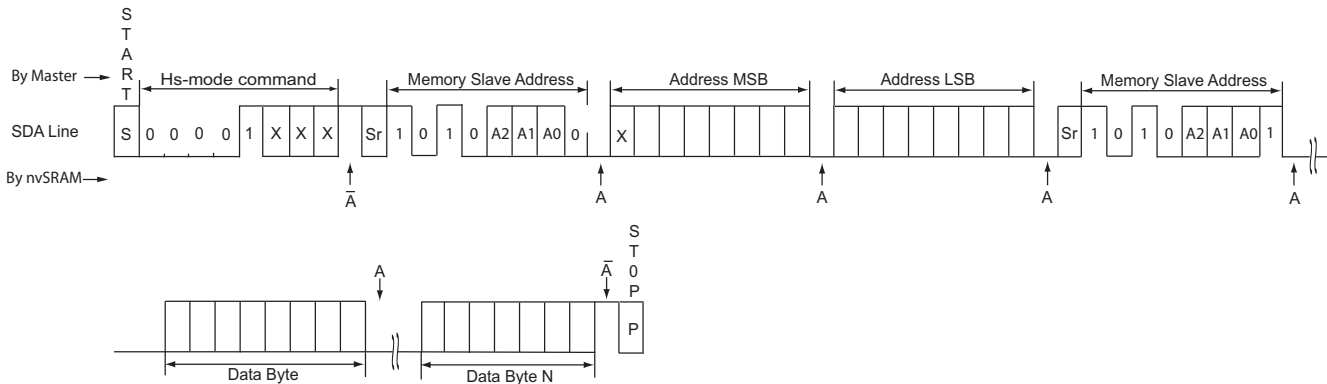 START
By Master
Hs-mode command
Memory Slave Address
Address MSB
Address LSB
Memory Slave Address
SDA Line
S 0 0 0 0 1 X X X Sr 1 0 1 0 A2 A1 A0 0 X Sr 1 0 1 0 A2 A1 A0 1
By nvSRAM
A̅ A A A A
A A̅
ST0P
P
Data Byte
Data Byte N